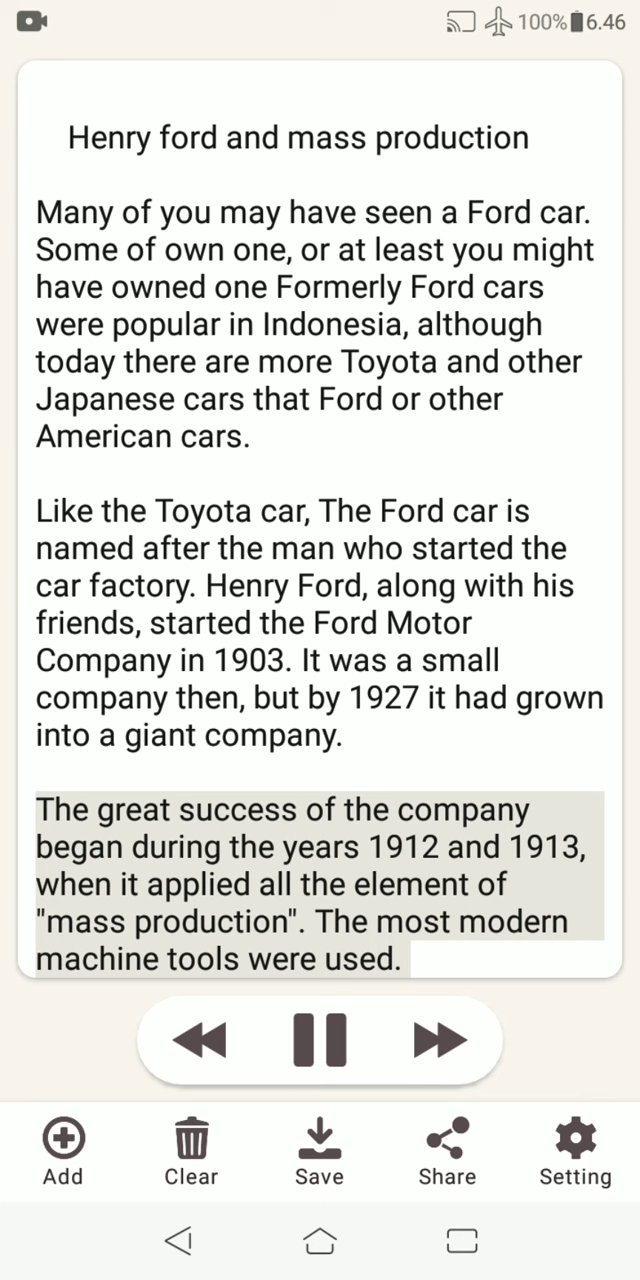 100% 6.46
Henry ford and mass production
Many of you may have seen a Ford car.
Some of own one, or at least you might
have owned one Formerly Ford cars
were popular in Indonesia, although
today there are more Toyota and other
Japanese cars that Ford or other
American cars.
Like the Toyota car, The Ford car is
named after the man who started the
car factory. Henry Ford, along with his
friends, started the Ford Motor
Company in 1903. It was a small
company then, but by 1927 it had grown
into a giant company.
The great success of the company
began during the years 1912 and 1913,
when it applied all the element of
"mass production". The most modern
machine tools were used.
Add Clear Save Share Setting